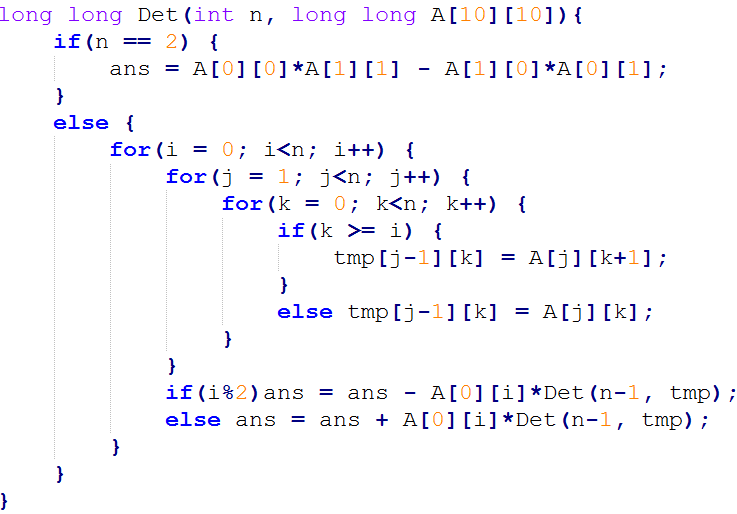 long long Det(int n, long long A[10][10]){
    if(n == 2) {
        ans = A[0][0]*A[1][1] - A[1][0]*A[0][1];
    }
    else {
        for(i = 0; i<n; i++) {
            for(j = 1; j<n; j++) {
                for(k = 0; k<n; k++) {
                    if(k >= i) {
                        tmp[j-1][k] = A[j][k+1];
                    }
                    else tmp[j-1][k] = A[j][k];
                }
            }
            if(i%2)ans = ans - A[0][i]*Det(n-1, tmp);
            else ans = ans + A[0][i]*Det(n-1, tmp);
        }
    }
}